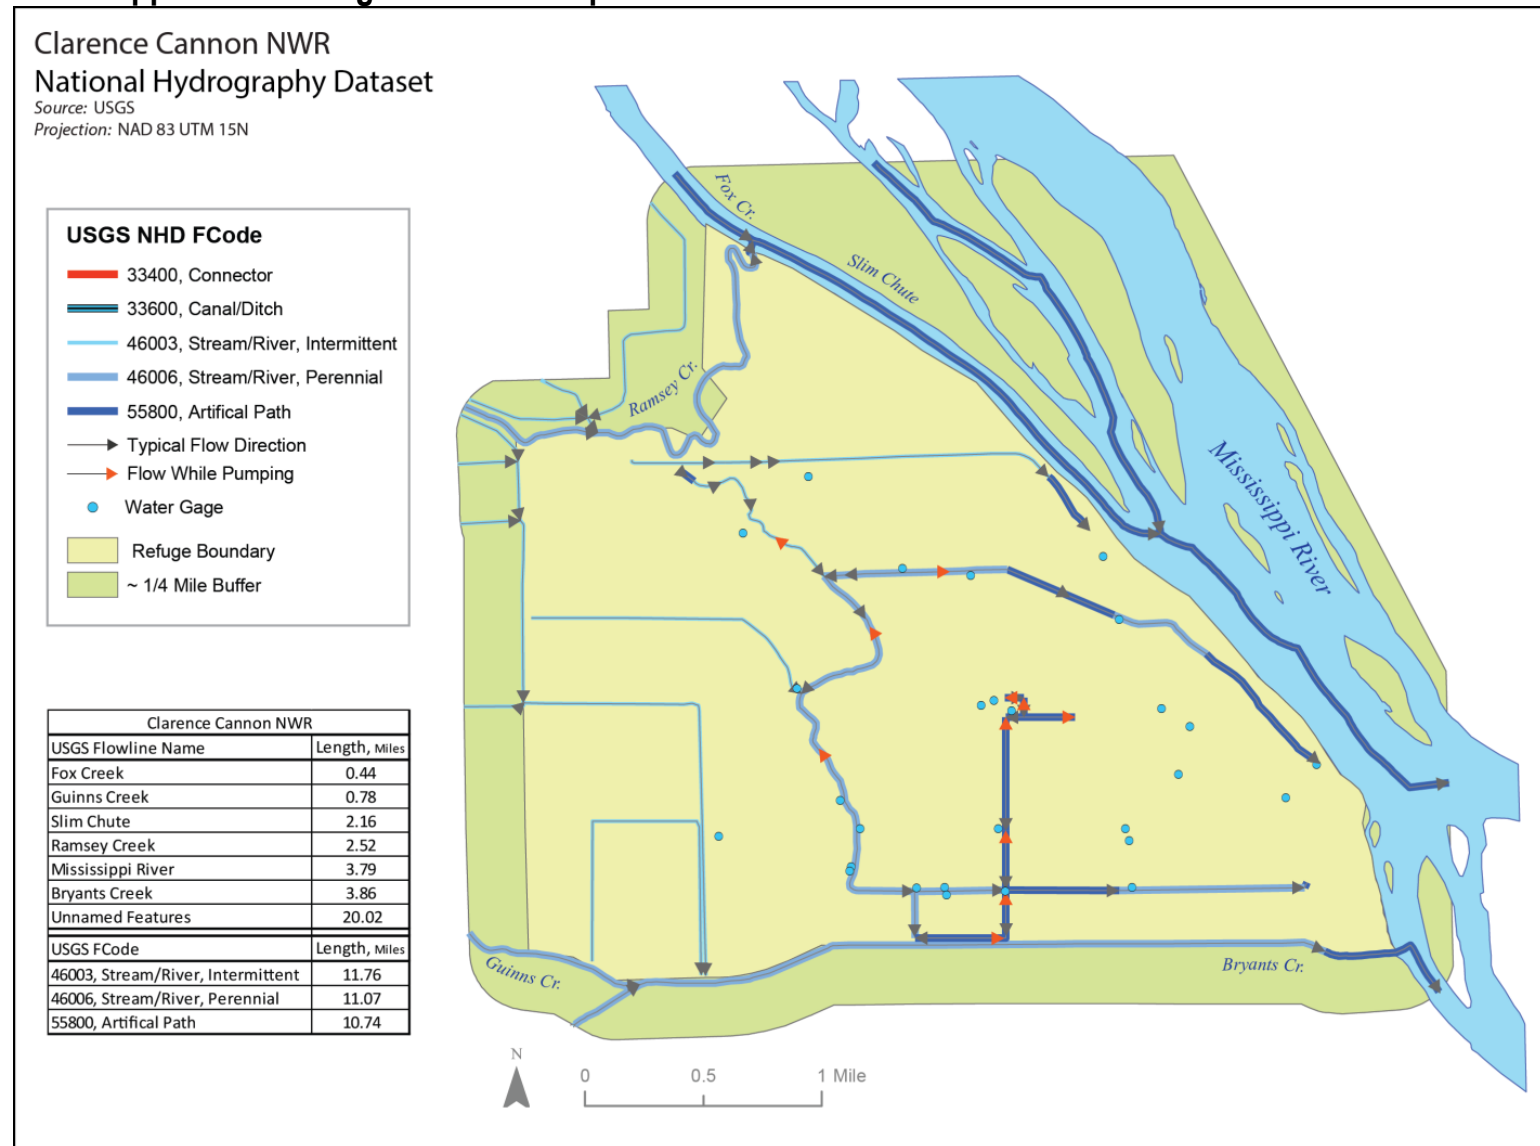 Clarence Cannon NWR
National Hydrography Dataset
Source: USGS
Projection: NAD 83 UTM 15N
USGS NHD FCode
33400, Connector
33600, Canal/Ditch
46003, Stream/River, Intermittent
46006, Stream/River, Perennial
55800, Artifical Path
Typical Flow Direction
Flow While Pumping
Water Gage
Refuge Boundary
~ 1/4 Mile Buffer
Clarence Cannon NWR
USGS Flowline Name Length, Miles
Fox Creek 0.44
Guinns Creek 0.78
Slim Chute 2.16
Ramsey Creek 2.52
Mississippi River 3.79
Bryants Creek 3.86
Unnamed Features 20.02
USGS FCode Length, Miles
46003, Stream/River, Intermittent 11.76
46006, Stream/River, Perennial 11.07
55800, Artifical Path 10.74
Fox Cr.
Slim Chute
Ramsey Cr.
Mississippi River
Guinns Cr.
Bryants Cr.
N
0 0.5 1 Mile